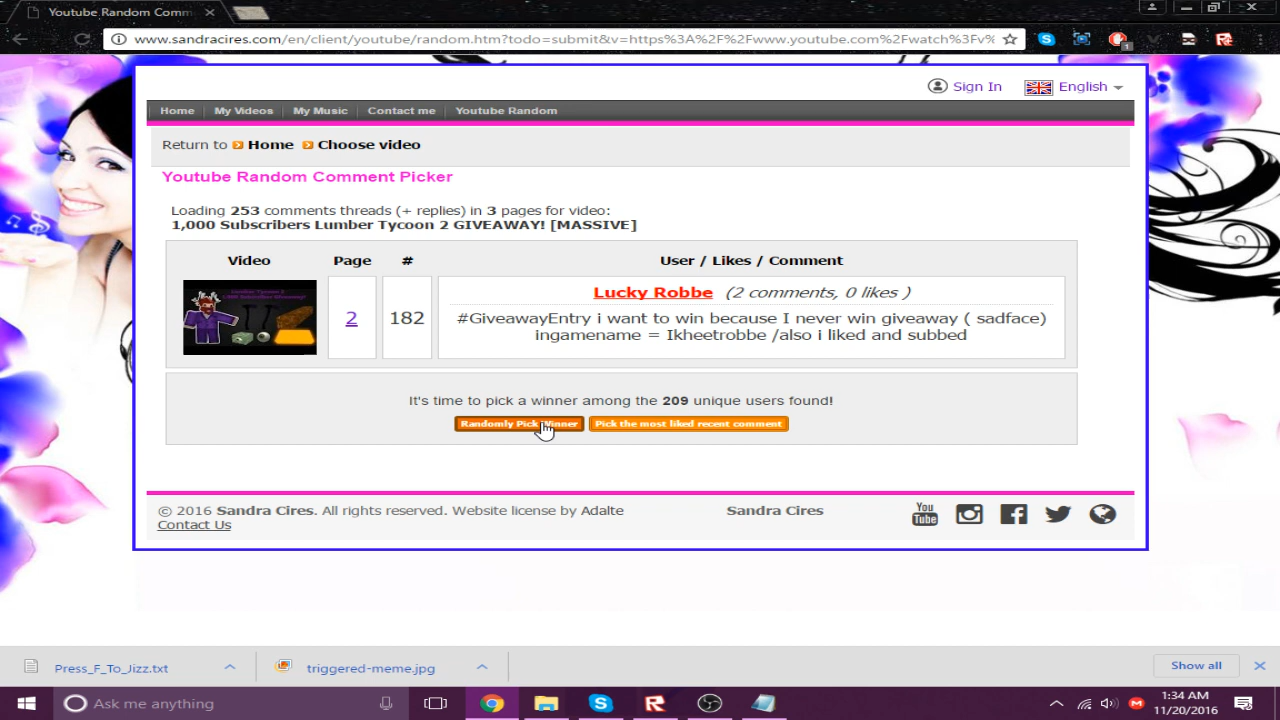 Youtube Random Comm
www.sandracires.com/en/client/youtube/random.htm?todo=submit&v=https%3A%2F%2Fwww.youtube.com%2Fwatch%3Fv%
1
Sign In English
Home My Videos My Music Contact me Youtube Random
Return to Home Choose video
Youtube Random Comment Picker
Loading 253 comments threads (+ replies) in 3 pages for video:
1,000 Subscribers Lumber Tycoon 2 GIVEAWAY! [MASSIVE]
Video Page # User / Likes / Comment
Lucky Robbe (2 comments, 0 likes )
2 182 #GiveawayEntry i want to win because I never win giveaway ( sadface)
ingamename = Ikheetrobbe /also i liked and subbed
It's time to pick a winner among the 209 unique users found!
Randomly Pick Winner Pick the most liked recent comment
© 2016 Sandra Cires. All rights reserved. Website license by Adalte Sandra Cires You Tube
Contact Us
Press_F_To_Jizz.txt triggered-meme.jpg Show all
Ask me anything 1:34 AM
11/20/2016